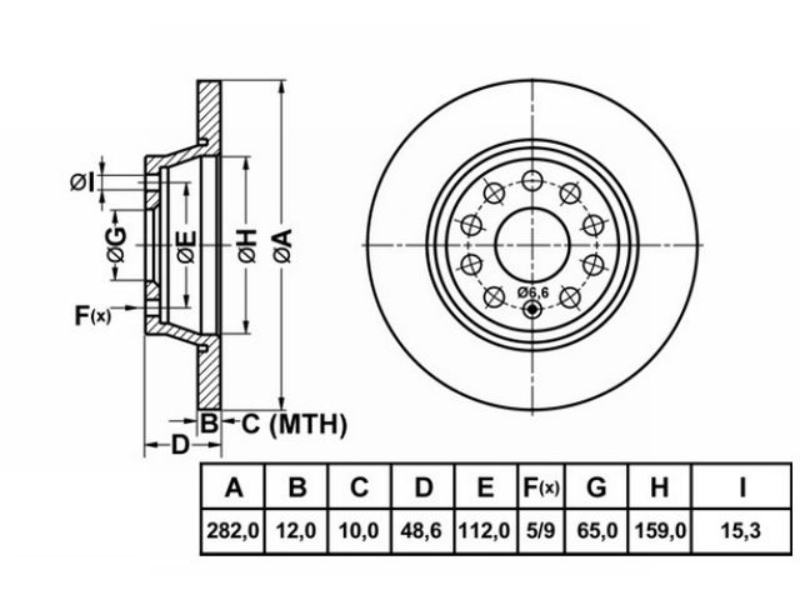 ØI
ØG
ØE
ØH
ØA
F(x)
Ø6,6
B C (MTH)
D
A B C D E F(x) G H I
282,0 12,0 10,0 48,6 112,0 5/9 65,0 159,0 15,3